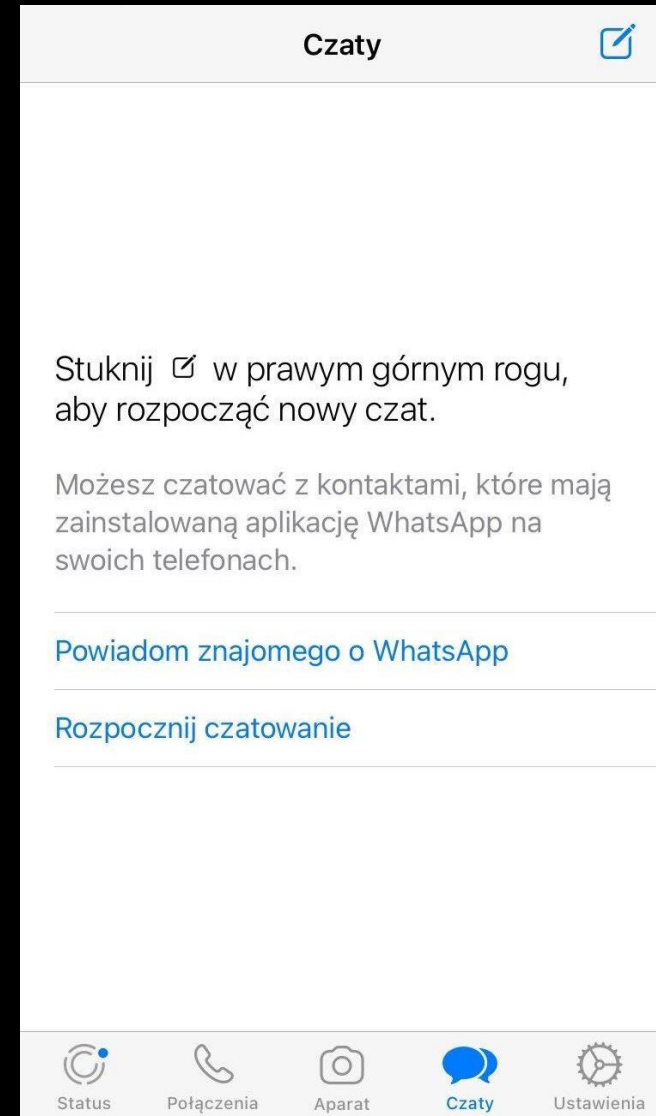 Czaty
Stuknij w prawym górnym rogu,
aby rozpocząć nowy czat.
Możesz czatować z kontaktami, które mają
zainstalowaną aplikację WhatsApp na
swoich telefonach.
Powiadom znajomego o WhatsApp
Rozpocznij czatowanie
Status Połączenia Aparat Czaty Ustawienia